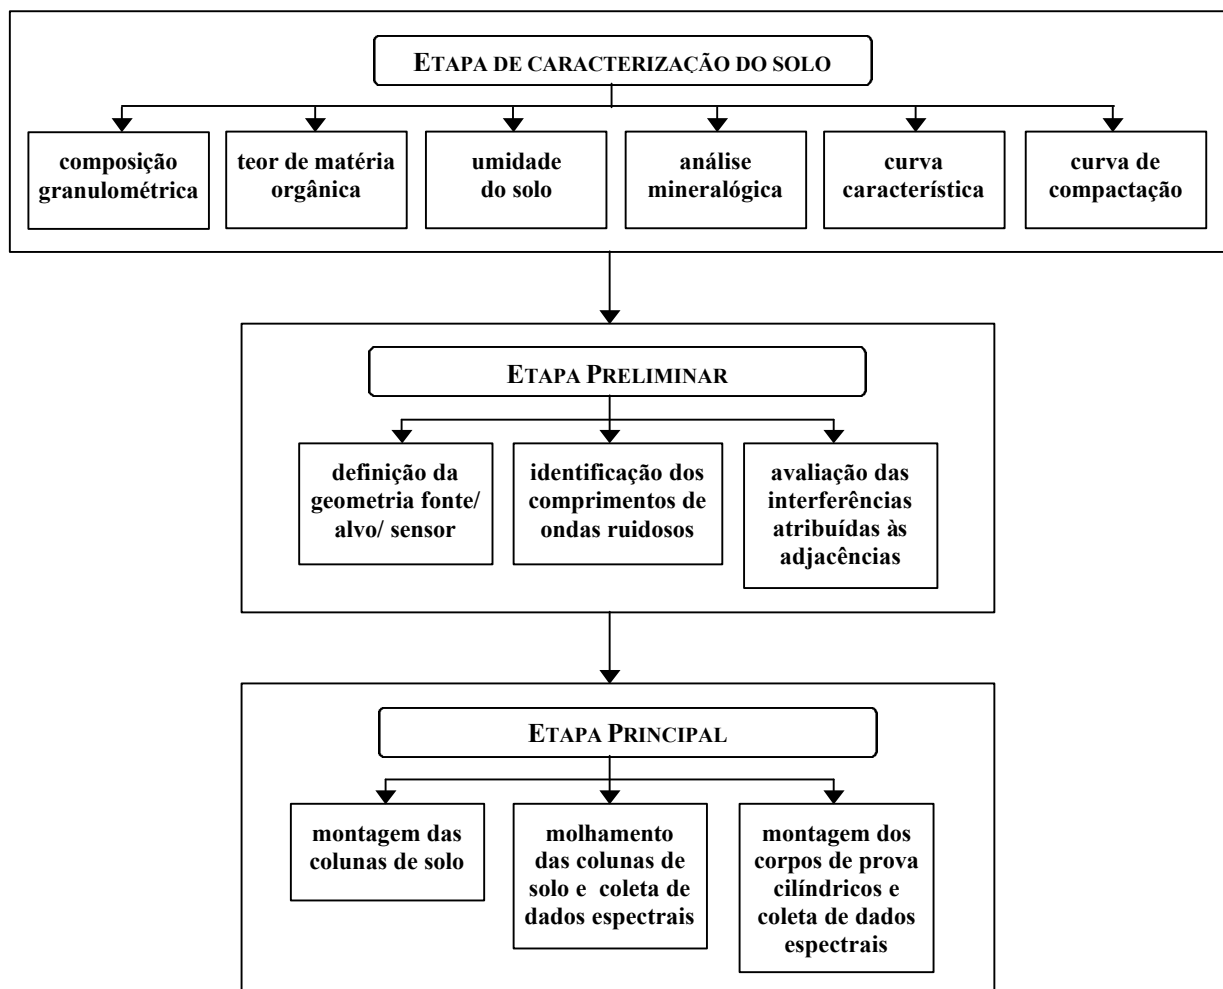 ETAPA DE CARACTERIZAÇÃO DO SOLO
composição
granulométrica
teor de matéria
orgânica
umidade
do solo
análise
mineralógica
curva
característica
curva de
compactação
ETAPA PRELIMINAR
definição da
geometria fonte/
alvo/ sensor
identificação dos
comprimentos de
ondas ruidosos
avaliação das
interferências
atribuídas às
adjacências
ETAPA PRINCIPAL
montagem das
colunas de solo
molhamento
das colunas de
solo e coleta de
dados espectrais
montagem dos
corpos de prova
cilíndricos e
coleta de dados
espectrais